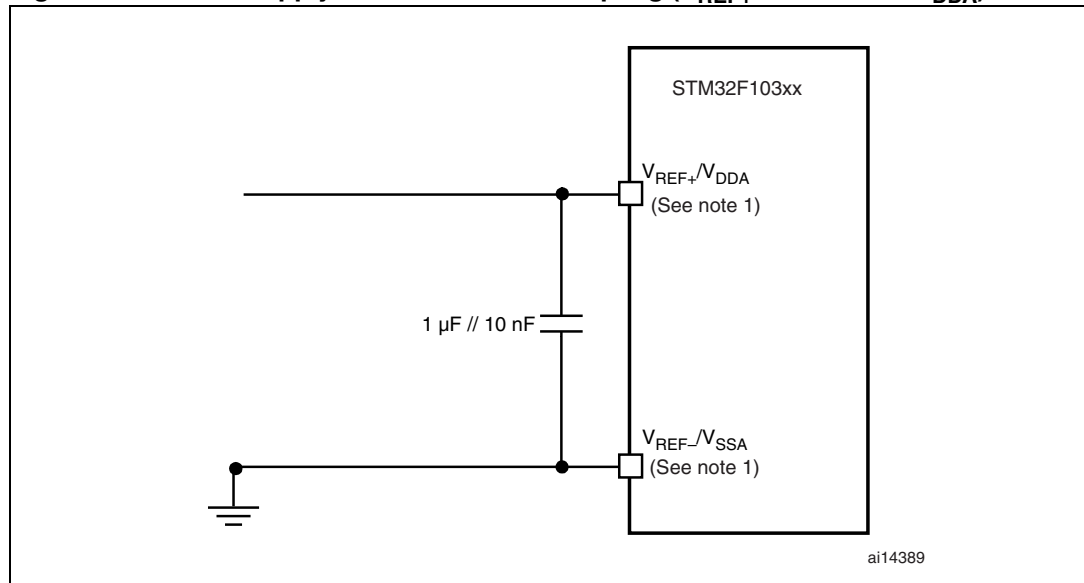 STM32F103xx
VREF+/VDDA
(See note 1)
1 µF // 10 nF
VREF–/VSSA
(See note 1)
ai14389